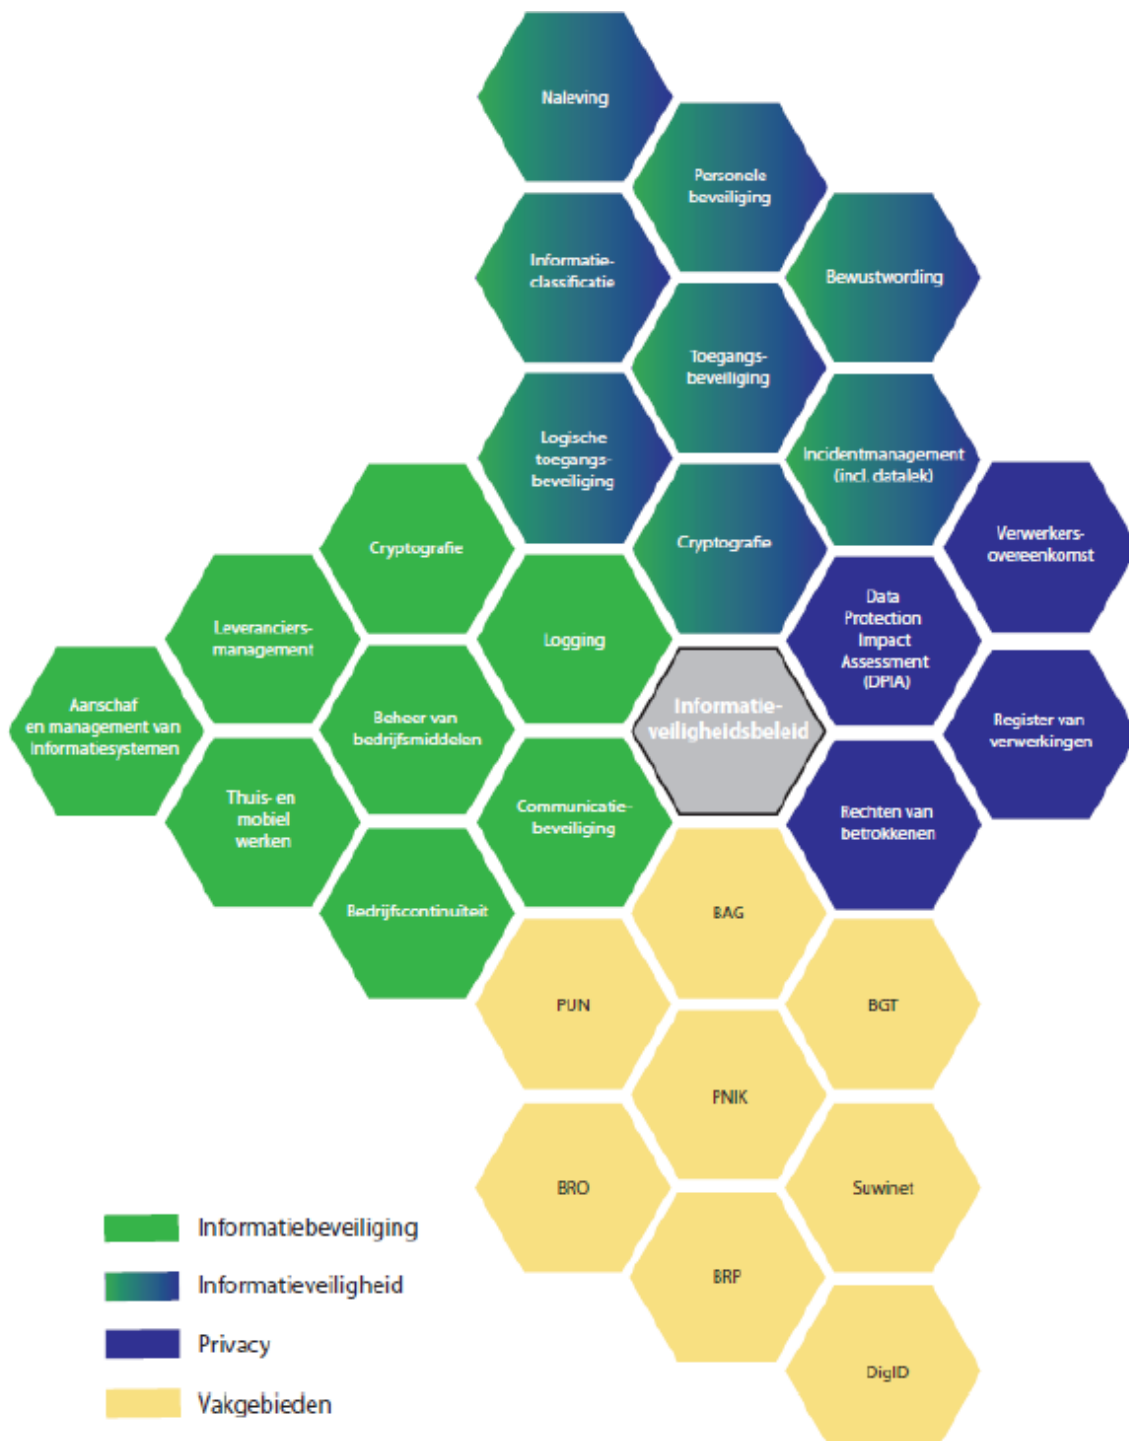 Naleving
Personele
beveiliging
Informatie-
classificatie
Bewustwording
Toegangs-
beveiliging
Logische
toegangs-
beveiliging
Incidentmanagement
(incl. datalek)
Cryptografie
Cryptografie
Verwerkers-
overeenkomst
Data
Protection
Impact
Assessment
(DPIA)
Leveranciers-
management
Logging
Aanschaf
en management van
informatiesystemen
Beheer van
bedrijfsmiddelen
Informatie-
veiligheidsbeleid
Register van
verwerkingen
Thuis- en
mobiel
werken
Communicatie-
beveiliging
Rechten van
betrokkenen
Bedrijfscontinuïteit
BAG
PUN
BGT
PNIK
BRO
Suwinet
BRP
DigID
Informatiebeveiliging
Informatieveiligheid
Privacy
Vakgebieden